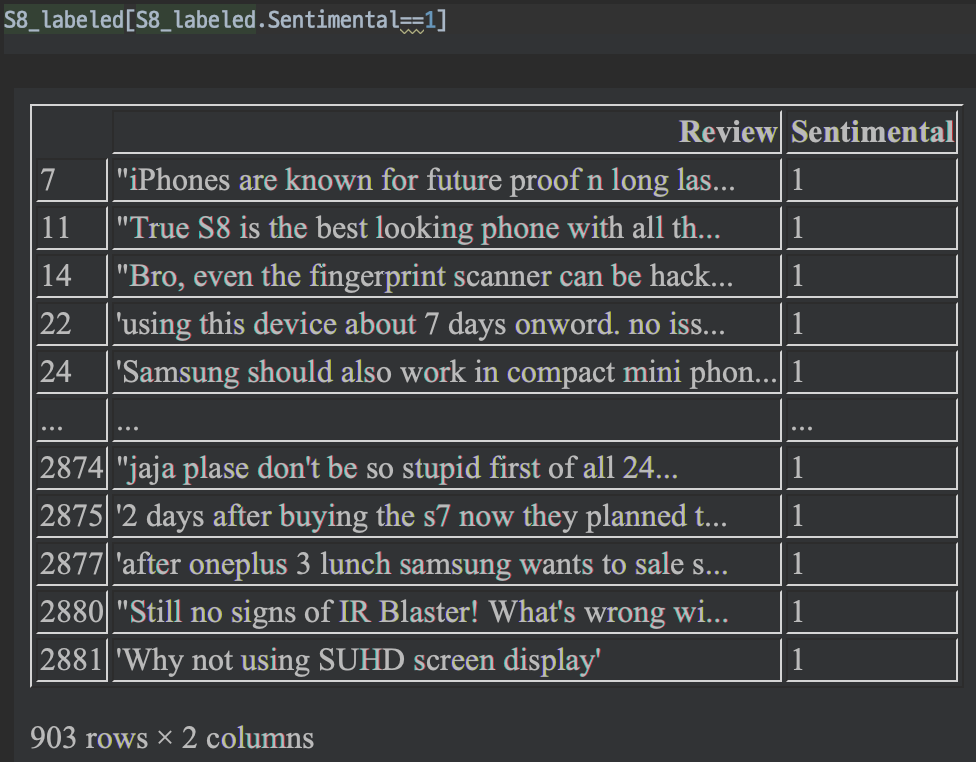 S8_labeled[S8_labeled.Sentimental==1]
Review Sentimental
7 "iPhones are known for future proof n long las... 1
11 "True S8 is the best looking phone with all th... 1
14 "Bro, even the fingerprint scanner can be hack... 1
22 'using this device about 7 days onword. no iss... 1
24 'Samsung should also work in compact mini phon... 1
... ... ...
2874 "jaja plase don't be so stupid first of all 24... 1
2875 '2 days after buying the s7 now they planned t... 1
2877 'after oneplus 3 lunch samsung wants to sale s... 1
2880 "Still no signs of IR Blaster! What's wrong wi... 1
2881 'Why not using SUHD screen display' 1
903 rows × 2 columns